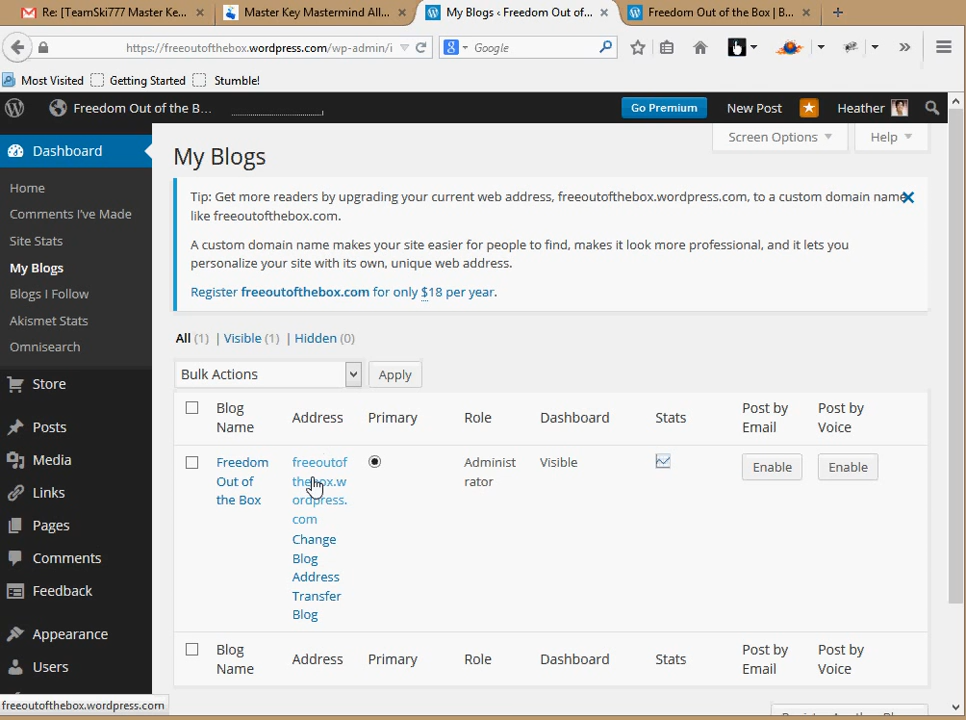 Re: [TeamSki777 Master Ke...
Master Key Mastermind All...
My Blogs ‹ Freedom Out of...
Freedom Out of the Box | B...
https://freeoutofthebox.wordpress.com/wp-admin/i
Google
Most Visited
Getting Started
Stumble!
Freedom Out of the B...
Go Premium
New Post
Heather
Dashboard
Screen Options
Help
My Blogs
Home
Comments I've Made
Site Stats
My Blogs
Blogs I Follow
Akismet Stats
Omnisearch
Store
Posts
Media
Links
Pages
Comments
Feedback
Appearance
Users
Tip: Get more readers by upgrading your current web address, freeoutofthebox.wordpress.com, to a custom domain name
like freeoutofthebox.com.
A custom domain name makes your site easier for people to find, makes it look more professional, and it lets you
personalize your site with its own, unique web address.
Register freeoutofthebox.com for only $18 per year.
All (1) | Visible (1) | Hidden (0)
Bulk Actions
Apply
Blog
Name
Address
Primary
Role
Dashboard
Stats
Post by
Email
Post by
Voice
Freedom
Out of
the Box
freeoutof
thebox.w
ordpress.
com
Change
Blog
Address
Transfer
Blog
Administ
rator
Visible
Enable
Enable
Blog
Name
Address
Primary
Role
Dashboard
Stats
Post by
Email
Post by
Voice
Register Another Blog
freeoutofthebox.wordpress.com